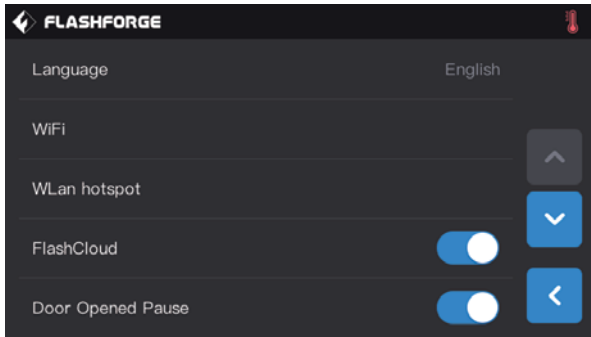 FLASHFORGE
Language English
WiFi
WLan hotspot
FlashCloud
Door Opened Pause